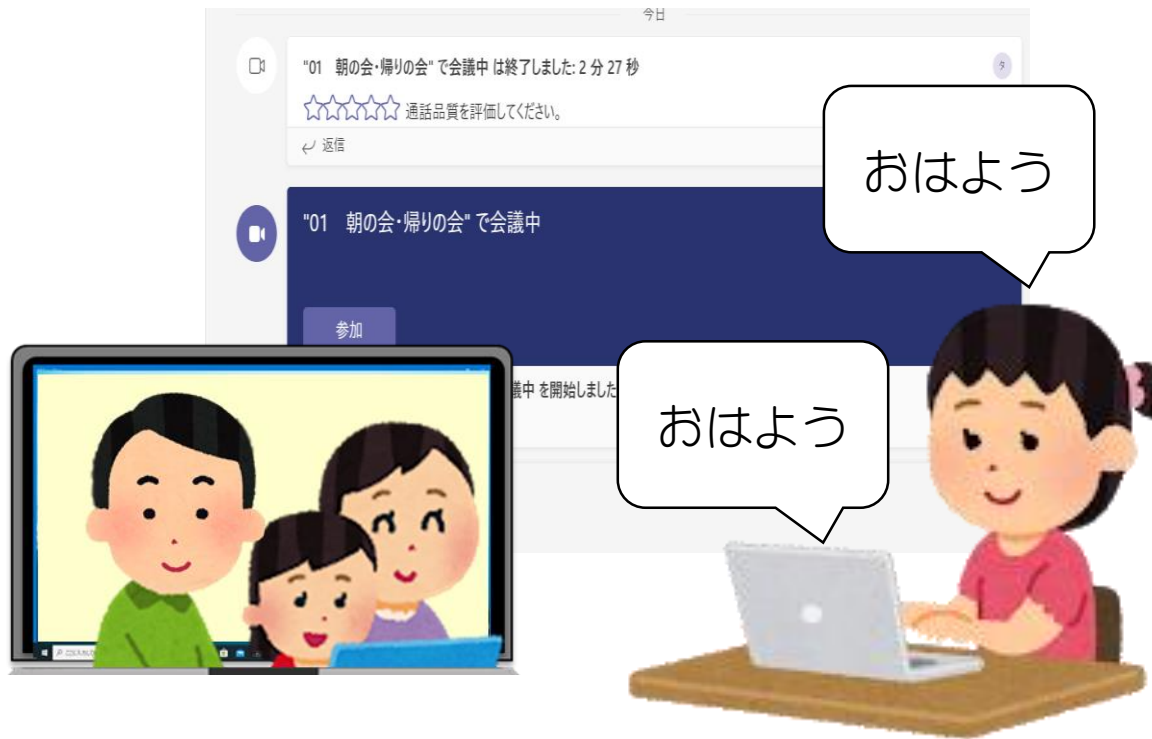 今日
"01 朝の会・帰りの会" で会議中 は終了しました: 2 分 27 秒
タ
通話品質を評価してください。
返信
おはよう
"01 朝の会・帰りの会" で会議中
参加
議中 を開始しました
おはよう